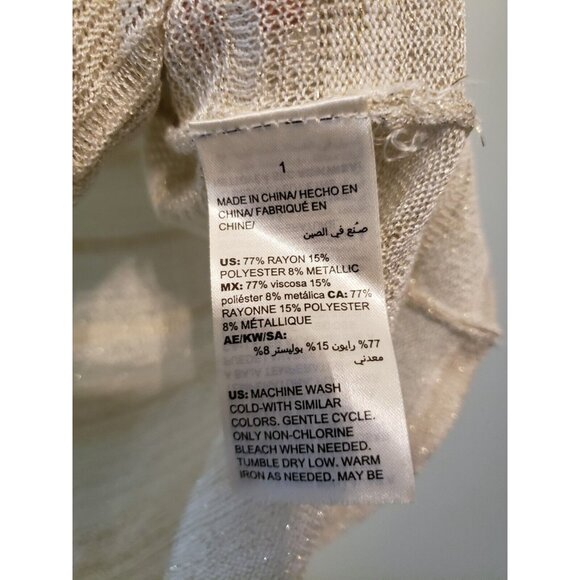 1
MADE IN CHINA/ HECHO EN
CHINA/ FABRIQUÉ EN
CHINE/
صنع في الصين
US: 77% RAYON 15%
POLYESTER 8% METALLIC
MX: 77% viscosa 15%
poliéster 8% metálica CA: 77%
RAYONNE 15% POLYESTER
8% MÉTALLIQUE
AE/KW/SA:
77% رايون 15% بوليستر 8%
معدني
US: MACHINE WASH
COLD-WITH SIMILAR
COLORS. GENTLE CYCLE.
ONLY NON-CHLORINE
BLEACH WHEN NEEDED.
TUMBLE DRY LOW. WARM
IRON AS NEEDED. MAY BE